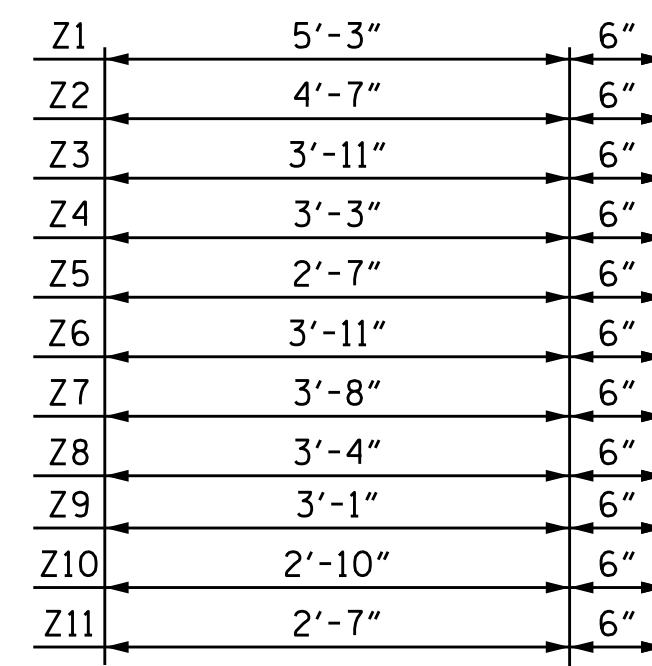 Z1 5′-3″ 6″
Z2 4′-7″ 6″
Z3 3′-11″ 6″
Z4 3′-3″ 6″
Z5 2′-7″ 6″
Z6 3′-11″ 6″
Z7 3′-8″ 6″
Z8 3′-4″ 6″
Z9 3′-1″ 6″
Z10 2′-10″ 6″
Z11 2′-7″ 6″